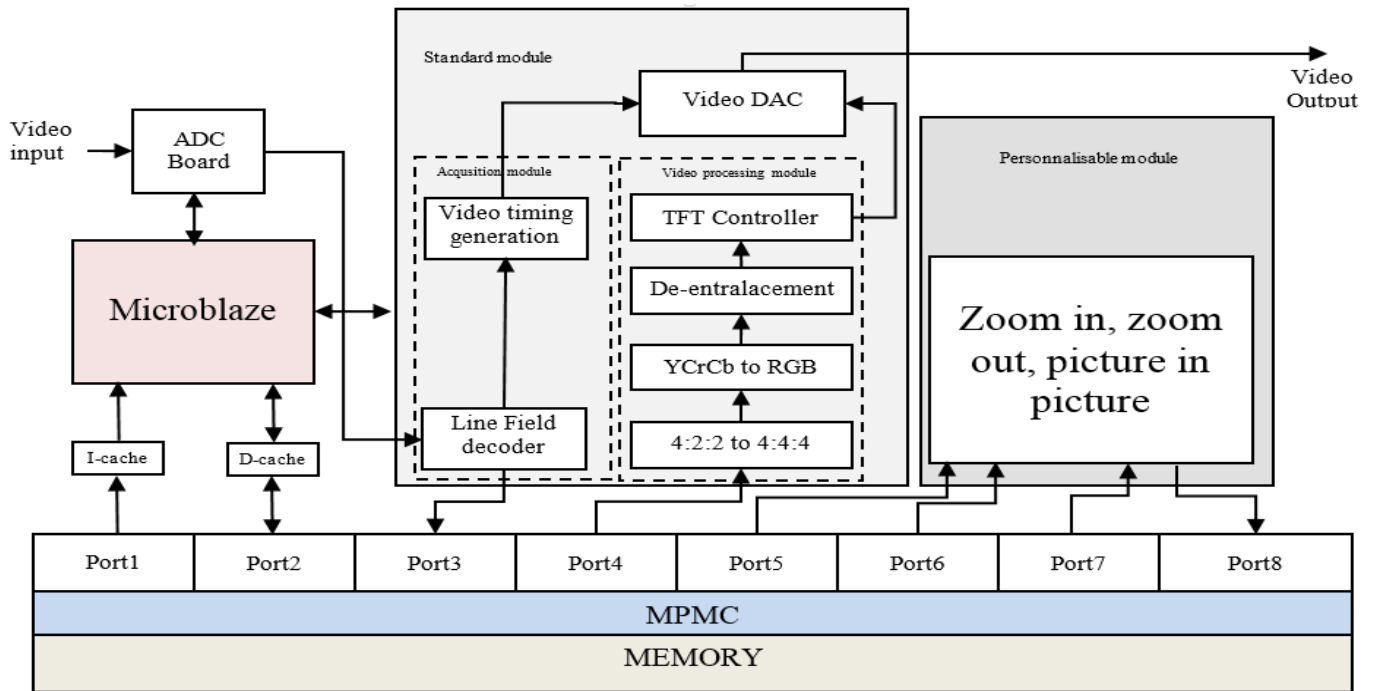 Standard module
Video DAC
Video
Output
Video
input
ADC
Board
Personnalisable module
Acqusition module
Video processing module
Video timing
generation
TFT Controller
De-entralacement
Microblaze
Zoom in, zoom
out, picture in
picture
YCrCb to RGB
Line Field
decoder
4:2:2 to 4:4:4
I-cache
D-cache
Port1
Port2
Port3
Port4
Port5
Port6
Port7
Port8
MPMC
MEMORY